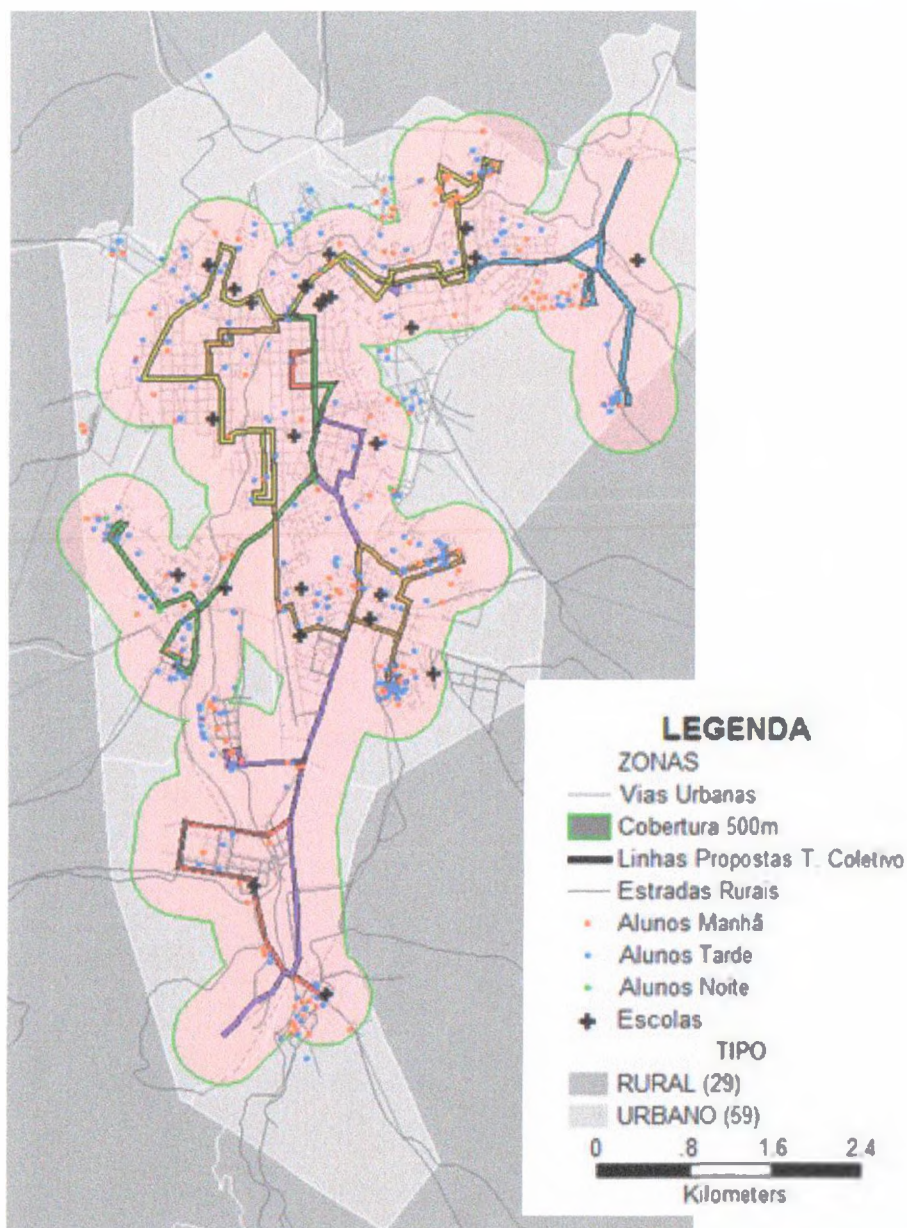 LEGENDA
ZONAS
Vias Urbanas
Cobertura 500m
Linhas Propostas T. Coletivo
Estradas Rurais
Alunos Manhã
Alunos Tarde
Alunos Noite
Escolas
TIPO
RURAL (29)
URBANO (59)
0 .8 1.6 2.4
Kilometers